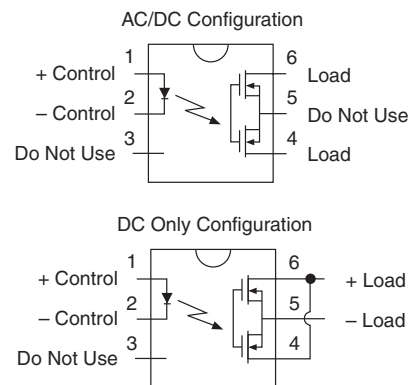 AC/DC Configuration
1
6
+ Control
Load
2
5
– Control
Do Not Use
3
4
Do Not Use
Load
DC Only Configuration
1
6
+ Control
+ Load
2
5
– Control
– Load
3
4
Do Not Use